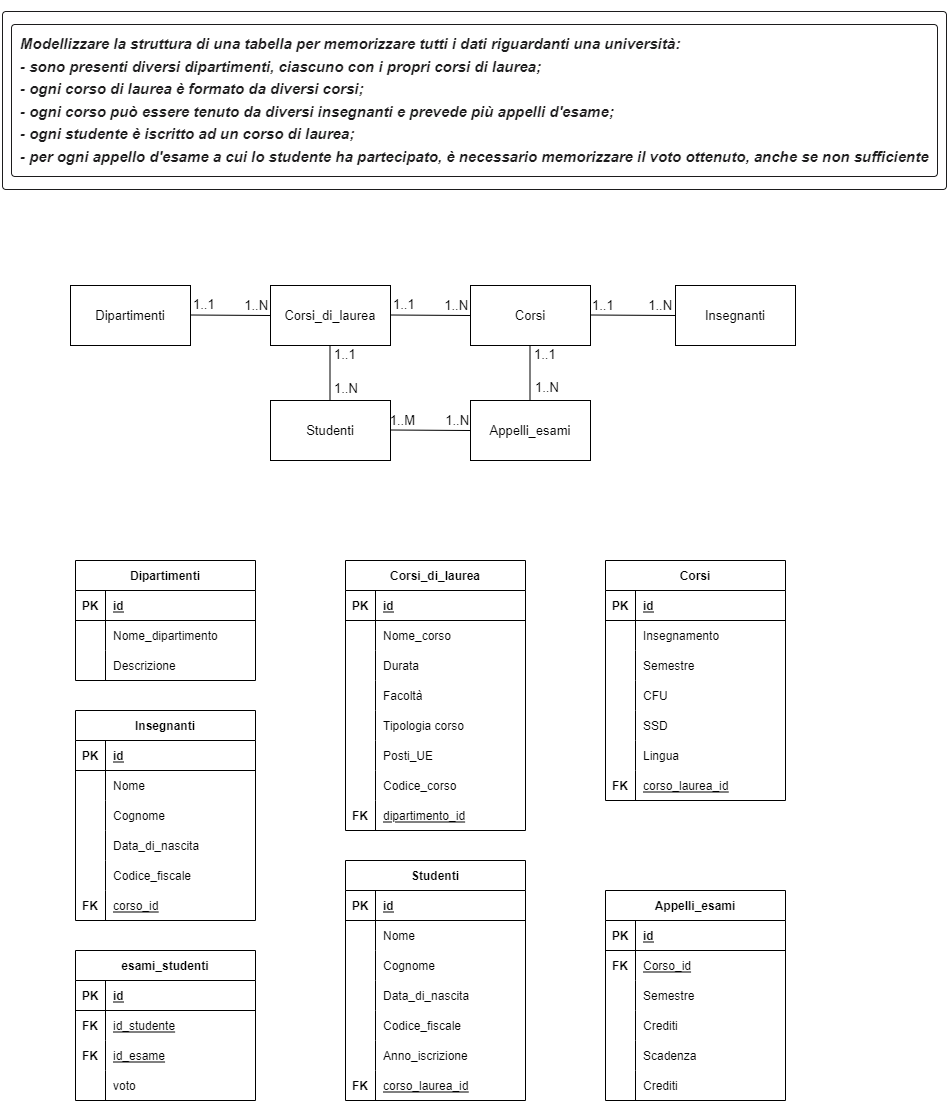 Modellizzare la struttura di una tabella per memorizzare tutti i dati riguardanti una università:
- sono presenti diversi dipartimenti, ciascuno con i propri corsi di laurea;
- ogni corso di laurea è formato da diversi corsi;
- ogni corso può essere tenuto da diversi insegnanti e prevede più appelli d'esame;
- ogni studente è iscritto ad un corso di laurea;
- per ogni appello d'esame a cui lo studente ha partecipato, è necessario memorizzare il voto ottenuto, anche se non sufficiente
Dipartimenti 1..1 1..N Corsi_di_laurea 1..1 1..N Corsi 1..1 1..N Insegnanti
1..1 1..1
1..N 1..N
Studenti 1..M 1..N Appelli_esami
Dipartimenti
PK id
Nome_dipartimento
Descrizione
Corsi_di_laurea
PK id
Nome_corso
Durata
Facoltà
Tipologia corso
Posti_UE
Codice_corso
FK dipartimento_id
Corsi
PK id
Insegnamento
Semestre
CFU
SSD
Lingua
FK corso_laurea_id
Insegnanti
PK id
Nome
Cognome
Data_di_nascita
Codice_fiscale
FK corso_id
Studenti
PK id
Nome
Cognome
Data_di_nascita
Codice_fiscale
Anno_iscrizione
FK corso_laurea_id
Appelli_esami
PK id
FK Corso_id
Semestre
Crediti
Scadenza
Crediti
esami_studenti
PK id
FK id_studente
FK id_esame
voto